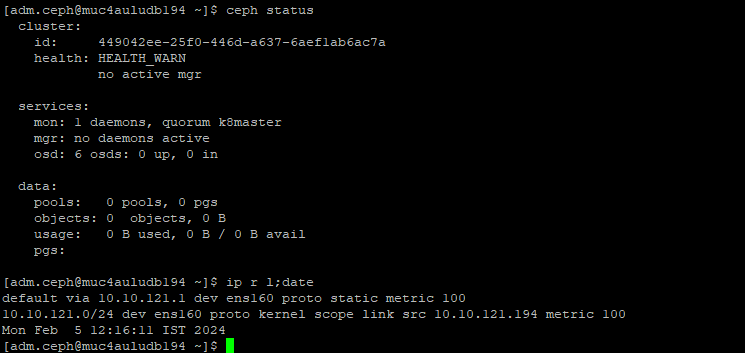 [adm.ceph@muc4auludb194 ~]$ ceph status
  cluster:
    id:     449042ee-25f0-446d-a637-6aef1ab6ac7a
    health: HEALTH_WARN
            no active mgr

  services:
    mon: 1 daemons, quorum k8master
    mgr: no daemons active
    osd: 6 osds: 0 up, 0 in

  data:
    pools:   0 pools, 0 pgs
    objects: 0  objects, 0 B
    usage:   0 B used, 0 B / 0 B avail
    pgs:

[adm.ceph@muc4auludb194 ~]$ ip r l;date
default via 10.10.121.1 dev ens160 proto static metric 100
10.10.121.0/24 dev ens160 proto kernel scope link src 10.10.121.194 metric 100
Mon Feb  5 12:16:11 IST 2024
[adm.ceph@muc4auludb194 ~]$